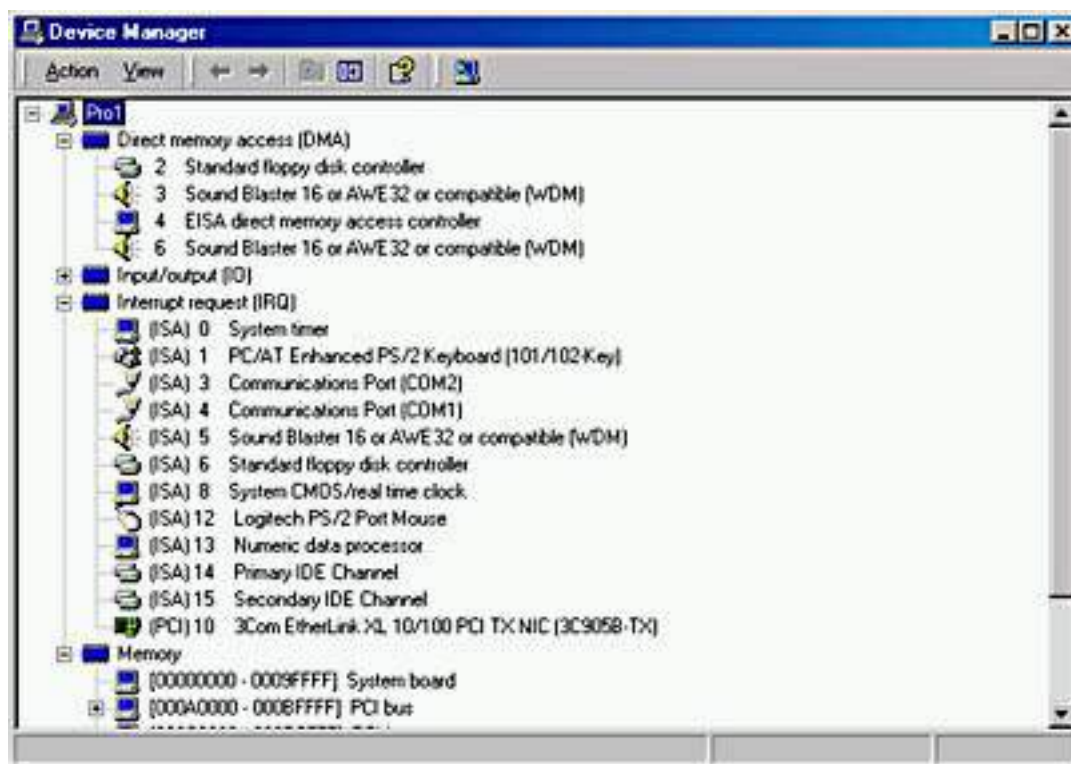 Device Manager
Action View
Pro1
Direct memory access (DMA)
2 Standard floppy disk controller
3 Sound Blaster 16 or AWE32 or compatible (WDM)
4 EISA direct memory access controller
6 Sound Blaster 16 or AWE32 or compatible (WDM)
Input/output (IO)
Interrupt request (IRQ)
(ISA) 0 System timer
(ISA) 1 PC/AT Enhanced PS/2 Keyboard (101/102-Key)
(ISA) 3 Communications Port (COM2)
(ISA) 4 Communications Port (COM1)
(ISA) 5 Sound Blaster 16 or AWE32 or compatible (WDM)
(ISA) 6 Standard floppy disk controller
(ISA) 8 System CMOS/real time clock
(ISA) 12 Logitech PS/2 Port Mouse
(ISA) 13 Numeric data processor
(ISA) 14 Primary IDE Channel
(ISA) 15 Secondary IDE Channel
(PCI) 10 3Com EtherLink XL 10/100 PCI TX NIC (3C905B-TX)
Memory
[00000000 - 0009FFFF] System board
[000A0000 - 000BFFFF] PCI bus